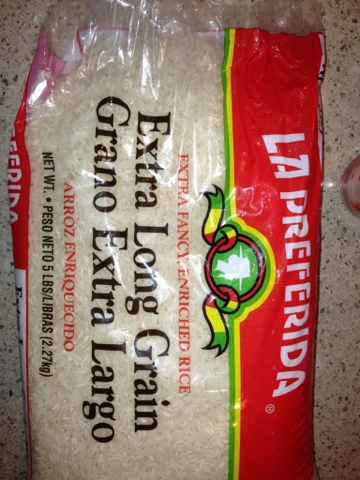 LA PREFERIDA®
EXTRA FANCY ENRICHED RICE
Extra Long Grain
Grano Extra Largo
ARROZ ENRIQUECIDO
NET WT. • PESO NETO 5 LBS/LIBRAS (2.27kg)